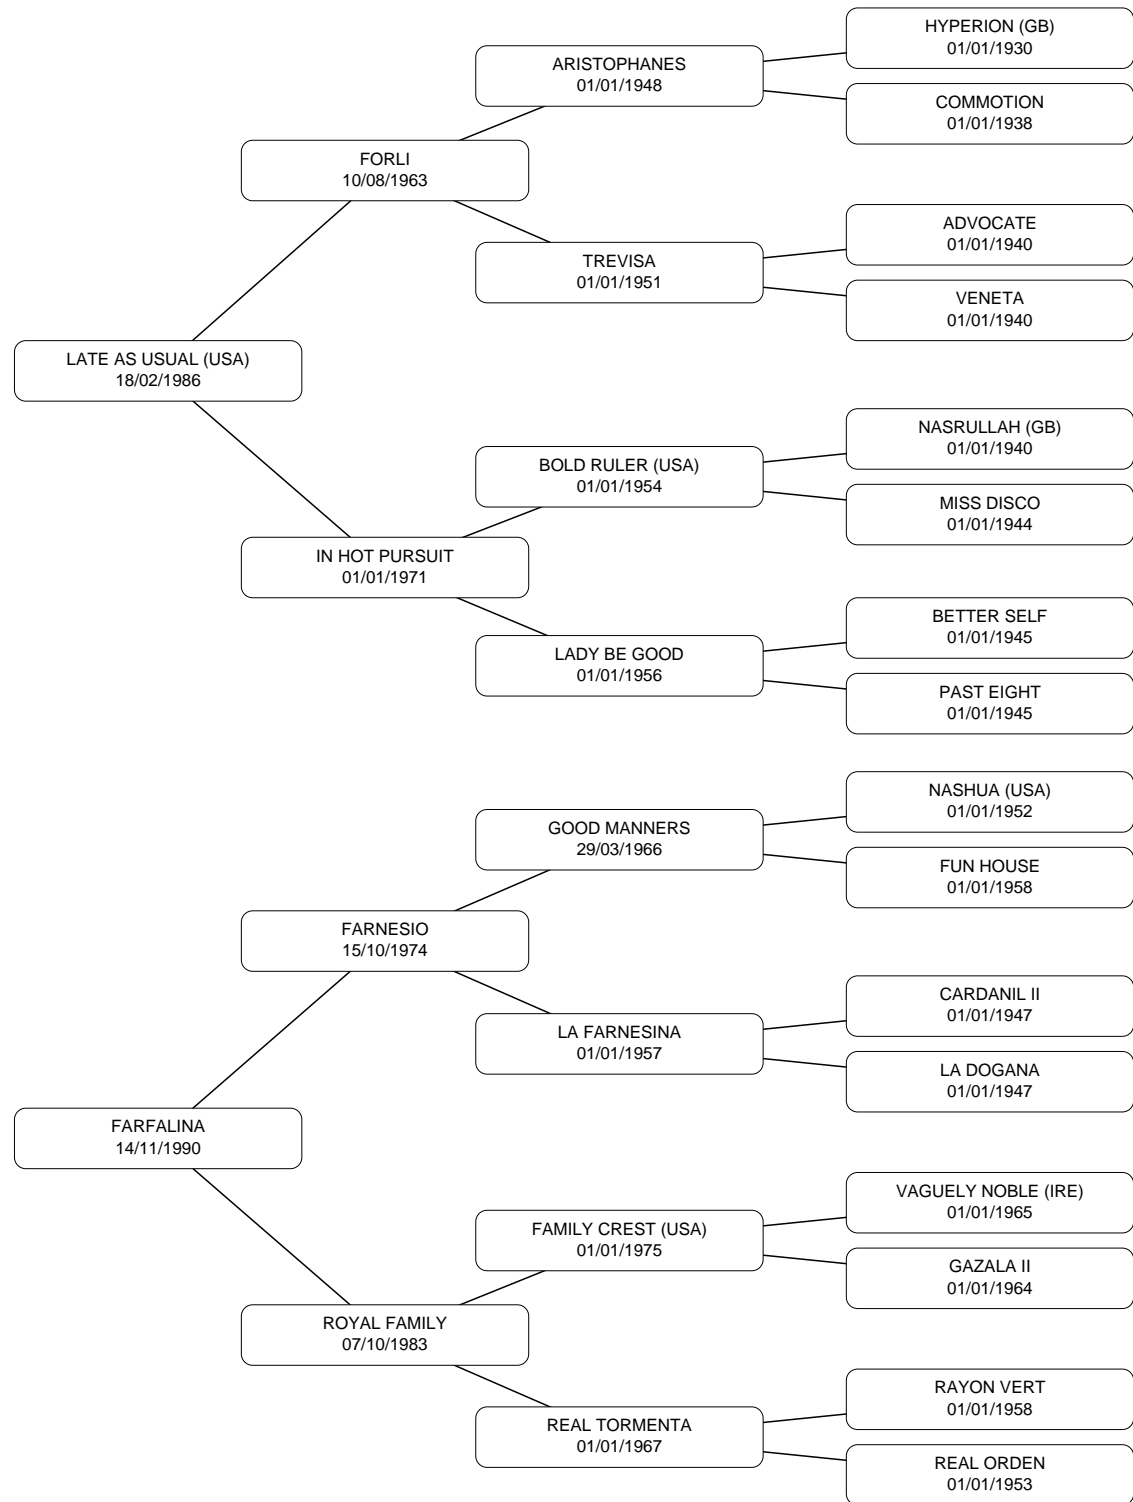 HYPERION (GB)
01/01/1930
ARISTOPHANES
01/01/1948
COMMOTION
01/01/1938
FORLI
10/08/1963
ADVOCATE
01/01/1940
TREVISA
01/01/1951
VENETA
01/01/1940
LATE AS USUAL (USA)
18/02/1986
NASRULLAH (GB)
01/01/1940
BOLD RULER (USA)
01/01/1954
MISS DISCO
01/01/1944
IN HOT PURSUIT
01/01/1971
BETTER SELF
01/01/1945
LADY BE GOOD
01/01/1956
PAST EIGHT
01/01/1945
NASHUA (USA)
01/01/1952
GOOD MANNERS
29/03/1966
FUN HOUSE
01/01/1958
FARNESIO
15/10/1974
CARDANIL II
01/01/1947
LA FARNESINA
01/01/1957
LA DOGANA
01/01/1947
FARFALINA
14/11/1990
VAGUELY NOBLE (IRE)
01/01/1965
FAMILY CREST (USA)
01/01/1975
GAZALA II
01/01/1964
ROYAL FAMILY
07/10/1983
RAYON VERT
01/01/1958
REAL TORMENTA
01/01/1967
REAL ORDEN
01/01/1953